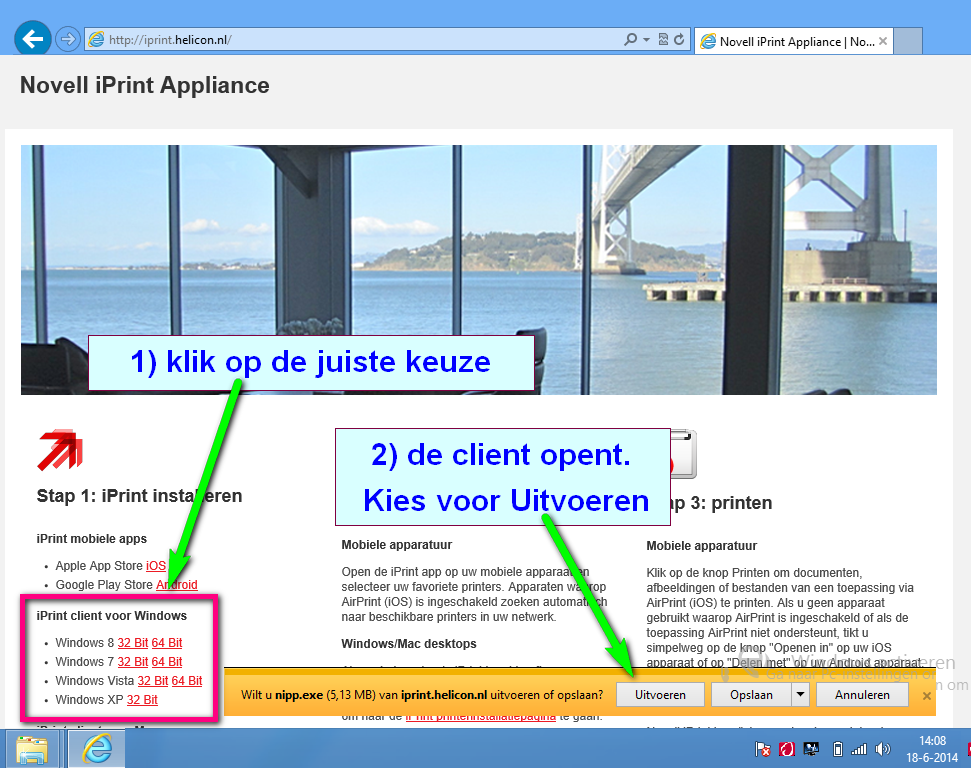 http://iprint.helicon.nl/
Novell iPrint Appliance | No...
Novell iPrint Appliance
1) klik op de juiste keuze
2) de client opent.
Kies voor Uitvoeren
Stap 1: iPrint installeren
iPrint mobiele apps
Apple App Store iOS
Google Play Store Android
iPrint client voor Windows
Windows 8 32 Bit 64 Bit
Windows 7 32 Bit 64 Bit
Windows Vista 32 Bit 64 Bit
Windows XP 32 Bit
Mobiele apparatuur
Open de iPrint app op uw mobiele apparaat en
selecteer uw favoriete printers. Apparaten waarop
AirPrint (iOS) is ingeschakeld zoeken automatisch
naar beschikbare printers in uw netwerk.
Windows/Mac desktops
om naar de iPrint printerinstallatiepagina te gaan.
3: printen
Mobiele apparatuur
Klik op de knop Printen om documenten,
afbeeldingen of bestanden van een toepassing via
AirPrint (iOS) te printen. Als u geen apparaat
gebruikt waarop AirPrint is ingeschakeld of als de
toepassing AirPrint niet ondersteunt, tikt u
simpelweg op de knop "Openen in" op uw iOS
apparaat of op "Delen met" op uw Android apparaat
Windows activeren
Ga naar Pc-instellingen om
Wilt u nipp.exe (5,13 MB) van iprint.helicon.nl uitvoeren of opslaan?
Uitvoeren
Opslaan
Annuleren
14:08
18-6-2014